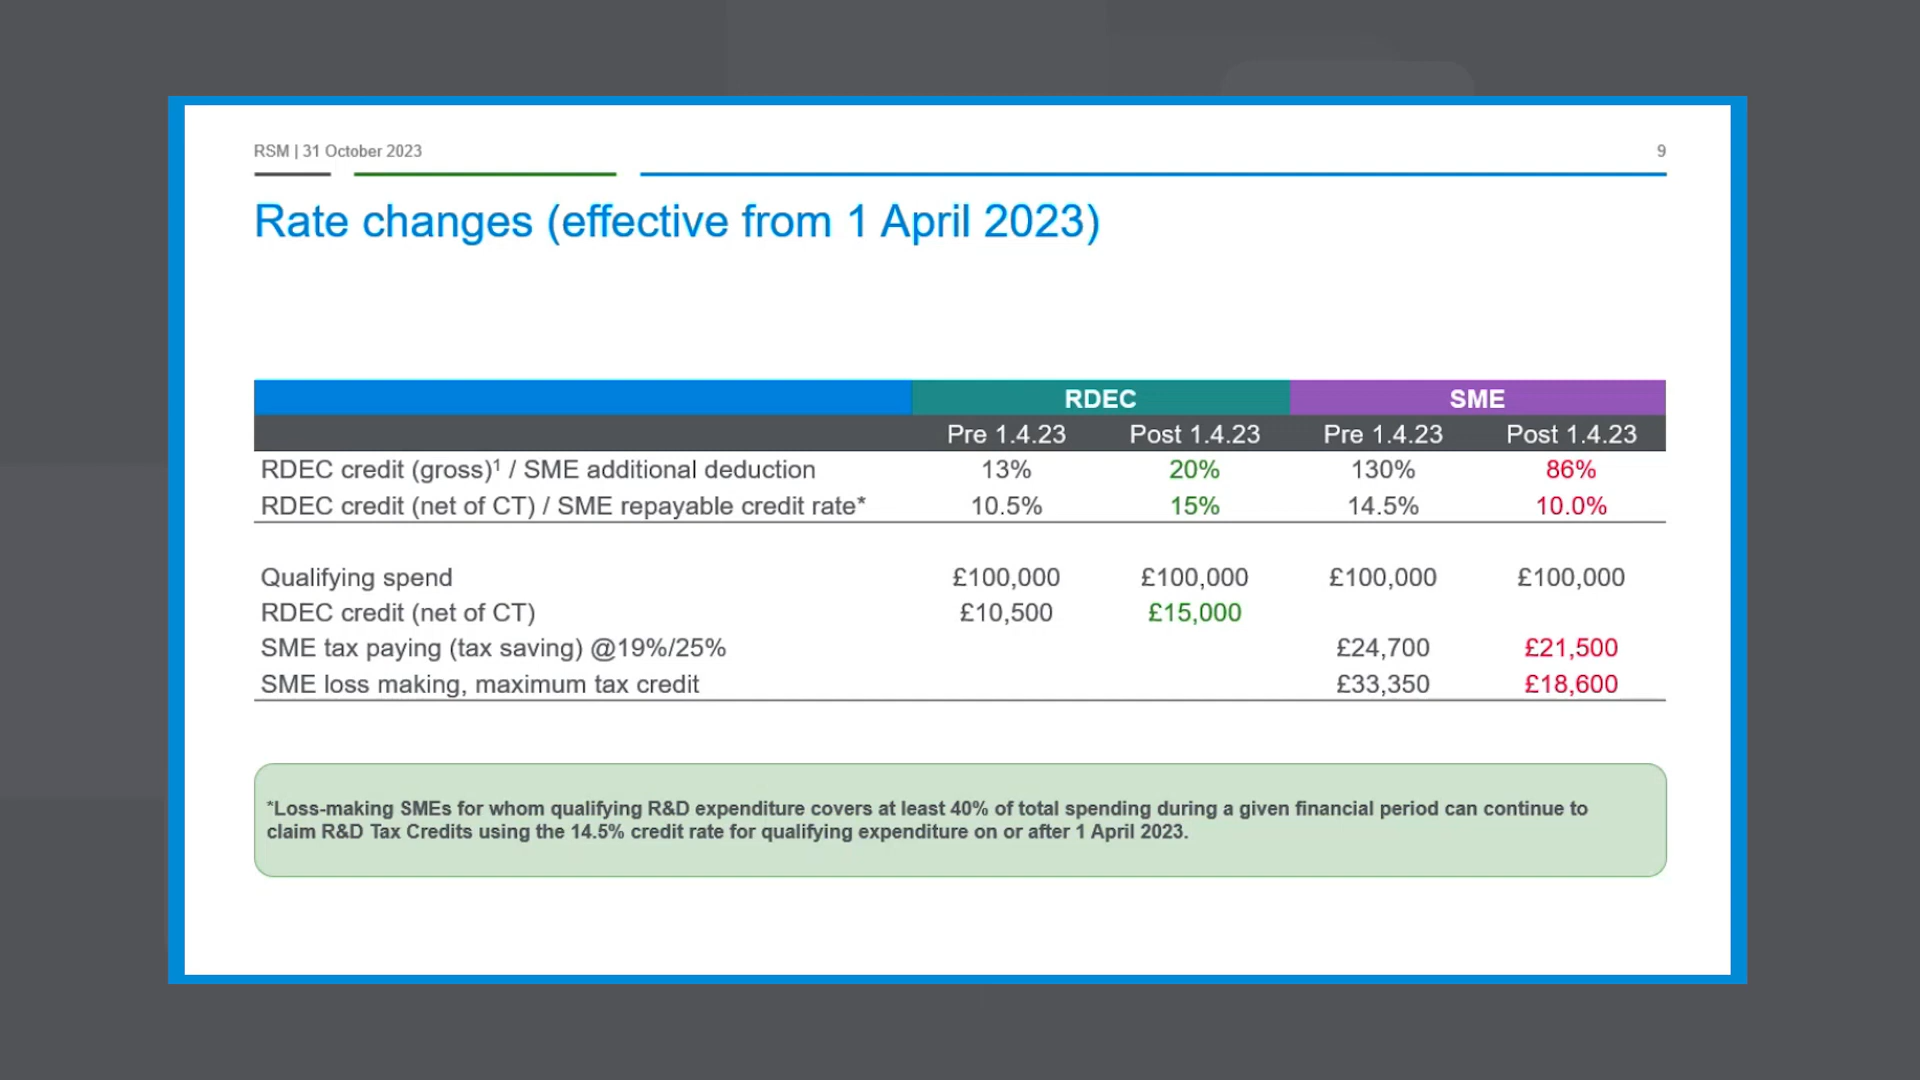 RSM | 31 October 2023
9
Rate changes (effective from 1 April 2023)
RDEC SME
Pre 1.4.23 Post 1.4.23 Pre 1.4.23 Post 1.4.23
RDEC credit (gross)¹ / SME additional deduction 13% 20% 130% 86%
RDEC credit (net of CT) / SME repayable credit rate* 10.5% 15% 14.5% 10.0%
Qualifying spend £100,000 £100,000 £100,000 £100,000
RDEC credit (net of CT) £10,500 £15,000
SME tax paying (tax saving) @19%/25% £24,700 £21,500
SME loss making, maximum tax credit £33,350 £18,600
*Loss-making SMEs for whom qualifying R&D expenditure covers at least 40% of total spending during a given financial period can continue to
claim R&D Tax Credits using the 14.5% credit rate for qualifying expenditure on or after 1 April 2023.